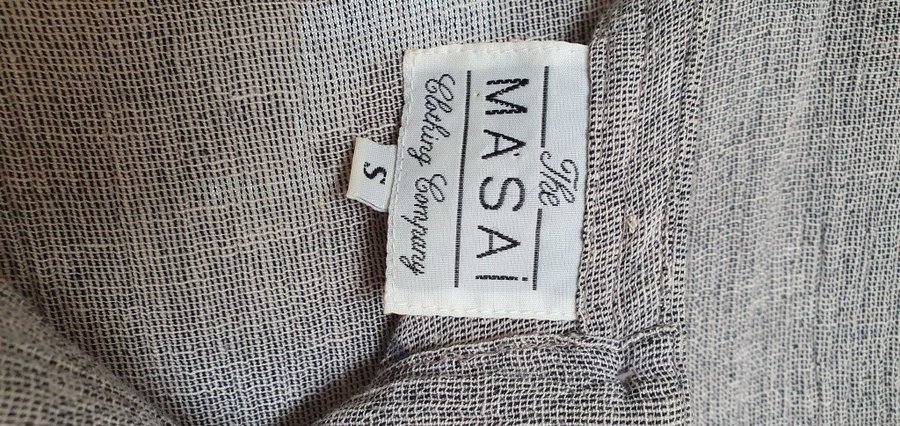 The
MASAi
Clothing Company
S